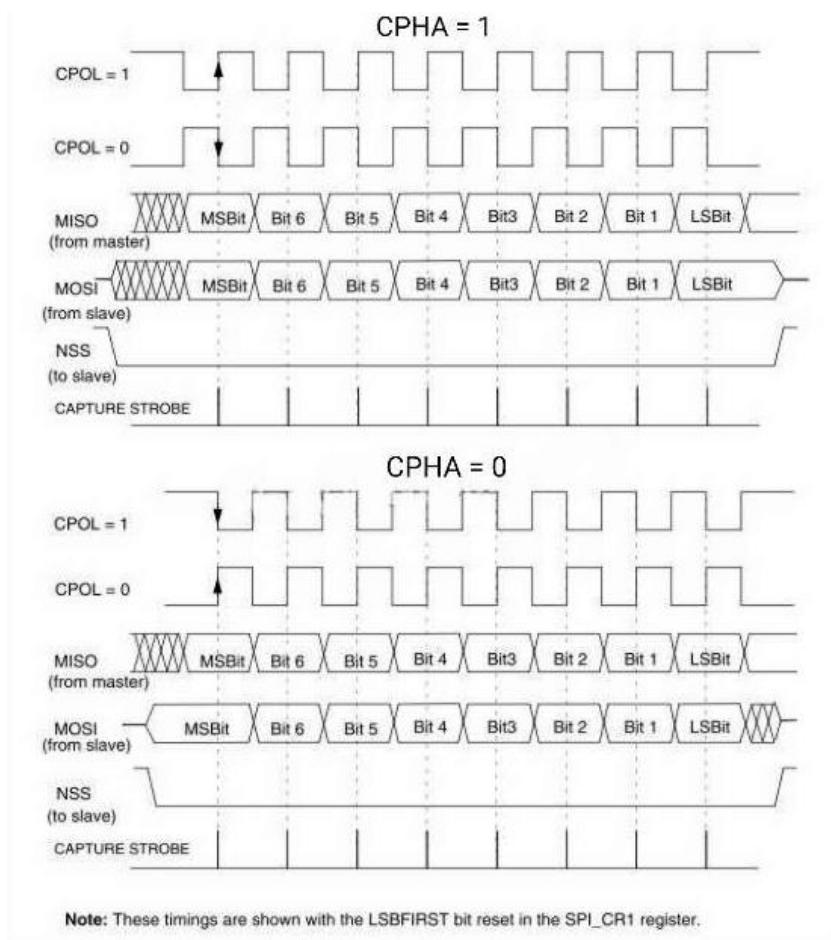 CPHA = 1
CPOL = 1
CPOL = 0
MISO
(from master)
MSBit Bit 6 Bit 5 Bit 4 Bit3 Bit 2 Bit 1 LSBit
MOSI
(from slave)
MSBit Bit 6 Bit 5 Bit 4 Bit3 Bit 2 Bit 1 LSBit
NSS
(to slave)
CAPTURE STROBE
CPHA = 0
CPOL = 1
CPOL = 0
MISO
(from master)
MSBit Bit 6 Bit 5 Bit 4 Bit3 Bit 2 Bit 1 LSBit
MOSI
(from slave)
MSBit Bit 6 Bit 5 Bit 4 Bit3 Bit 2 Bit 1 LSBit
NSS
(to slave)
CAPTURE STROBE
Note: These timings are shown with the LSBFIRST bit reset in the SPI_CR1 register.